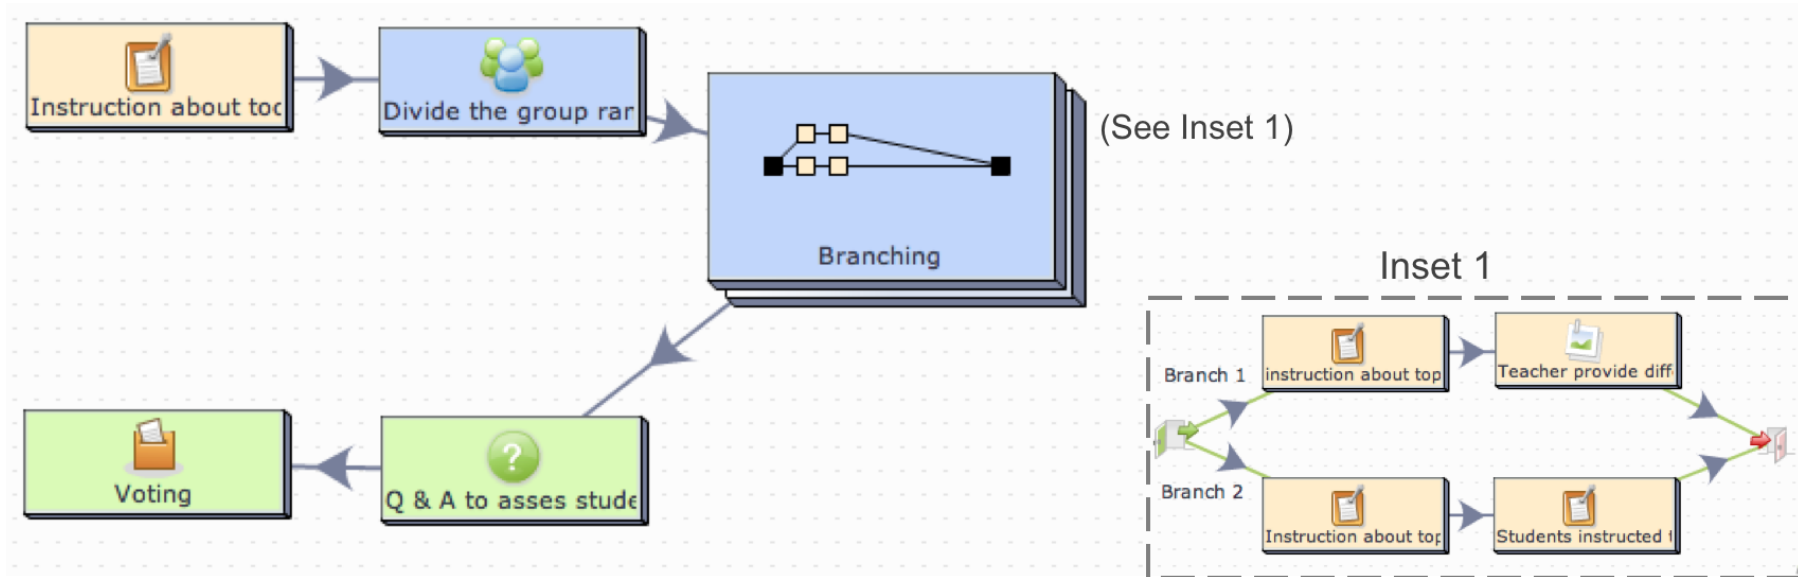 Instruction about too
Divide the group rar
(See Inset 1)
Branching
Voting
Q & A to asses stude
Inset 1
Branch 1
instruction about top
Teacher provide diff
Branch 2
Instruction about top
Students instructed t